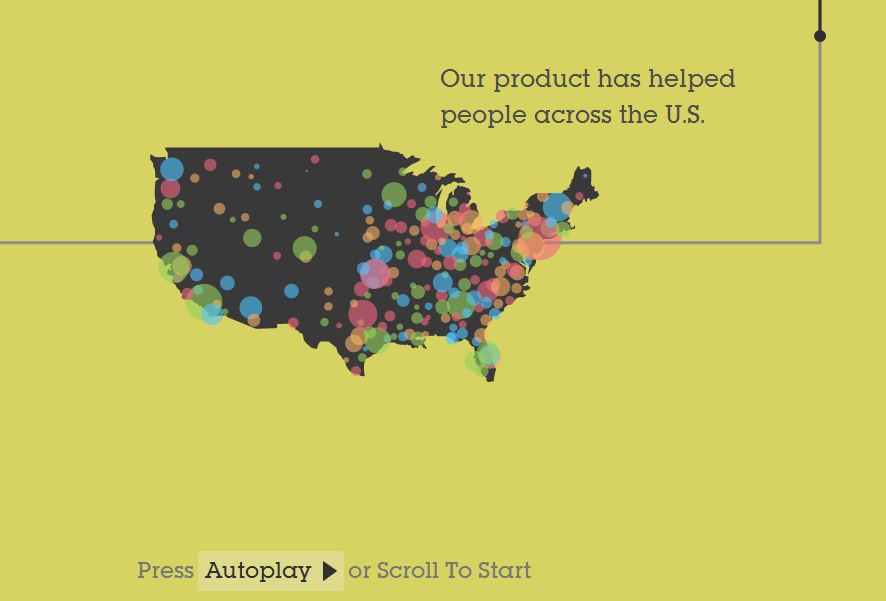 Our product has helped
people across the U.S.
Press Autoplay or Scroll To Start